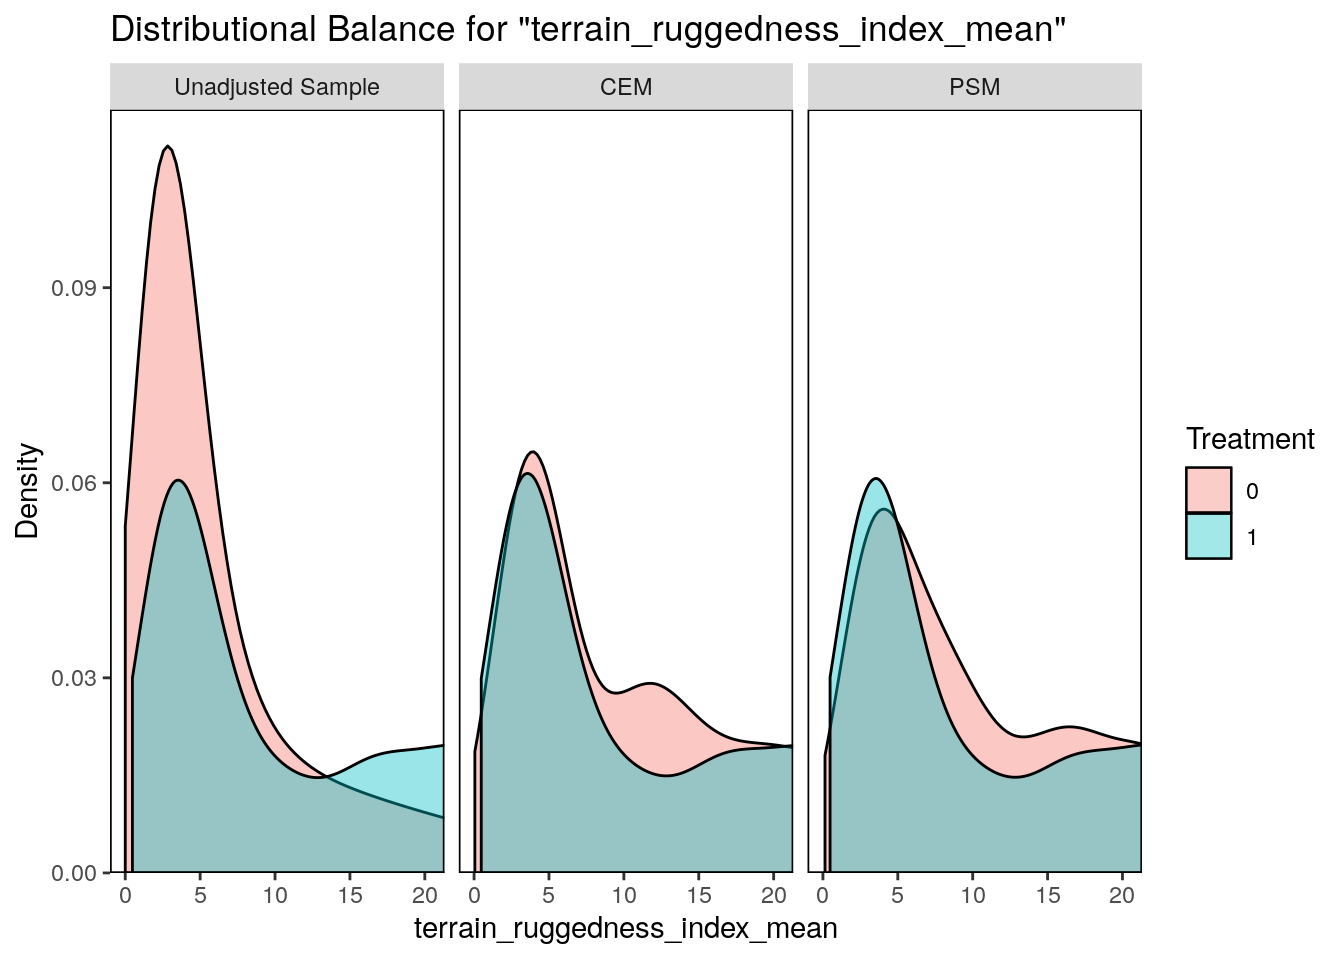 Distributional Balance for "terrain_ruggedness_index_mean"
Unadjusted Sample
CEM
PSM
0.09
0.06
0.03
0.00
Density
0 5 10 15 20
0 5 10 15 20
0 5 10 15 20
terrain_ruggedness_index_mean
Treatment
0
1